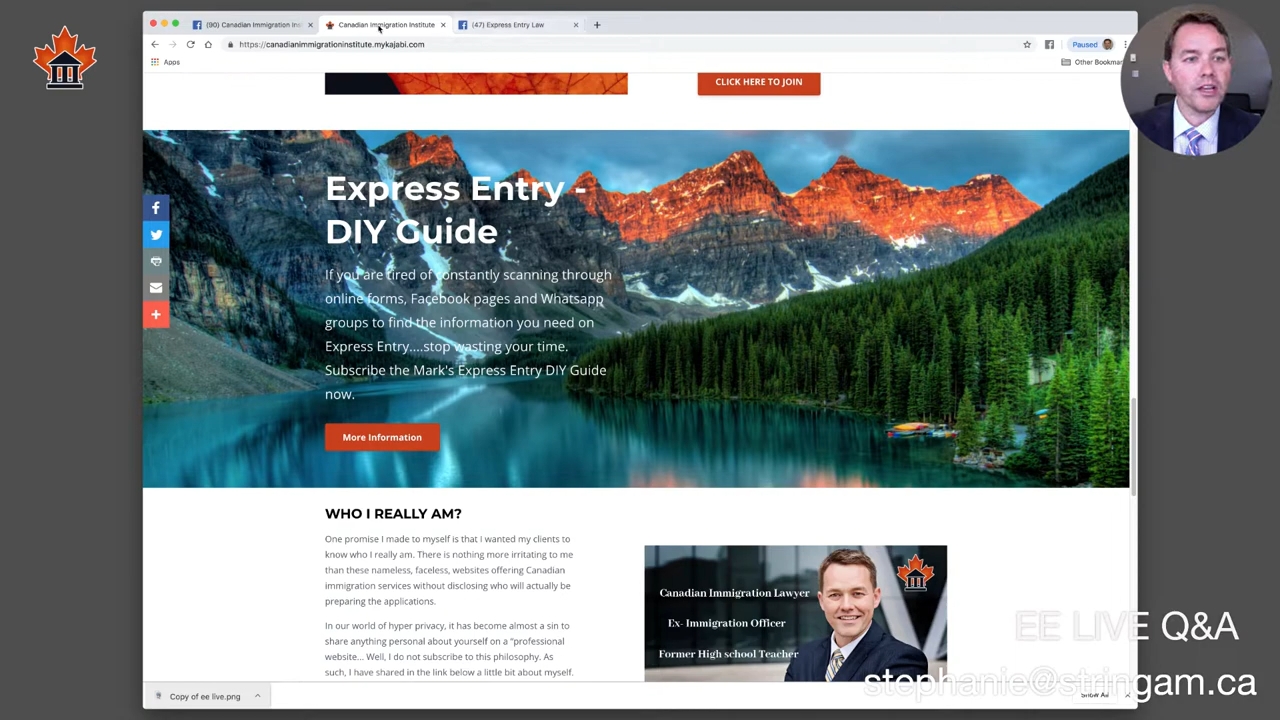 (90) Canadian Immigration Ins
Canadian Immigration Institute
(47) Express Entry Law
https://canadianimmigrationinstitute.mykajabi.com
Paused
Apps
Other Bookmar
CLICK HERE TO JOIN
Express Entry -
DIY Guide
If you are tired of constantly scanning through
online forms, Facebook pages and Whatsapp
groups to find the information you need on
Express Entry....stop wasting your time.
Subscribe the Mark's Express Entry DIY Guide
now.
More Information
WHO I REALLY AM?
One promise I made to myself is that I wanted my clients to
know who I really am. There is nothing more irritating to me
than these nameless, faceless, websites offering Canadian
immigration services without disclosing who will actually be
preparing the applications.
In our world of hyper privacy, it has become almost a sin to
share anything personal about yourself on a "professional
website... Well, I do not subscribe to this philosophy. As
such, I have shared in the link below a little bit about myself.
Canadian Immigration Lawyer
Ex- Immigration Officer
Former High school Teacher
EE LIVE Q&A
stephanie@stringam.ca
Copy of ee live.png
Show All